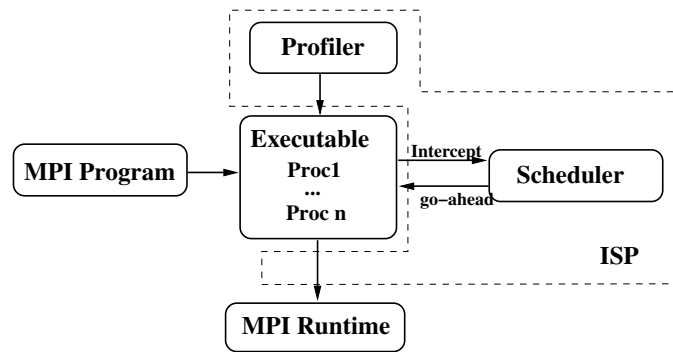 Profiler
Executable
Proc1
...
Proc n
MPI Program
Intercept
go-ahead
Scheduler
ISP
MPI Runtime